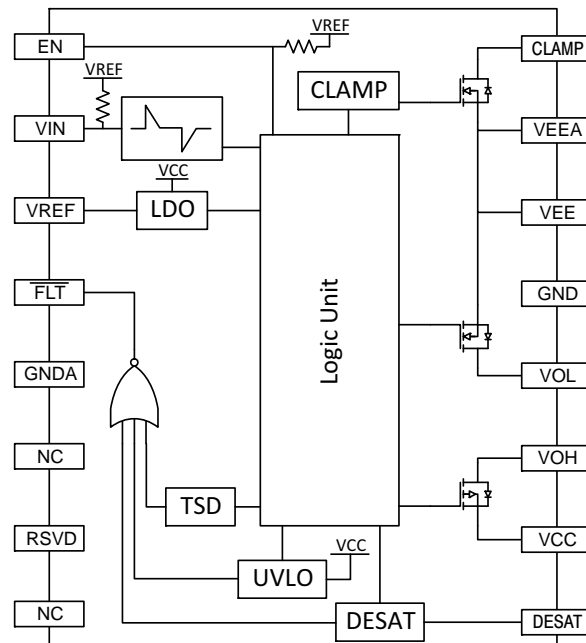 EN
VREF
CLAMP
VREF
CLAMP
VIN
VEEA
VCC
VREF
LDO
VEE
FLT
GND
Logic Unit
GNDA
VOL
NC
VOH
TSD
RSVD
VCC
VCC
UVLO
NC
DESAT
DESAT